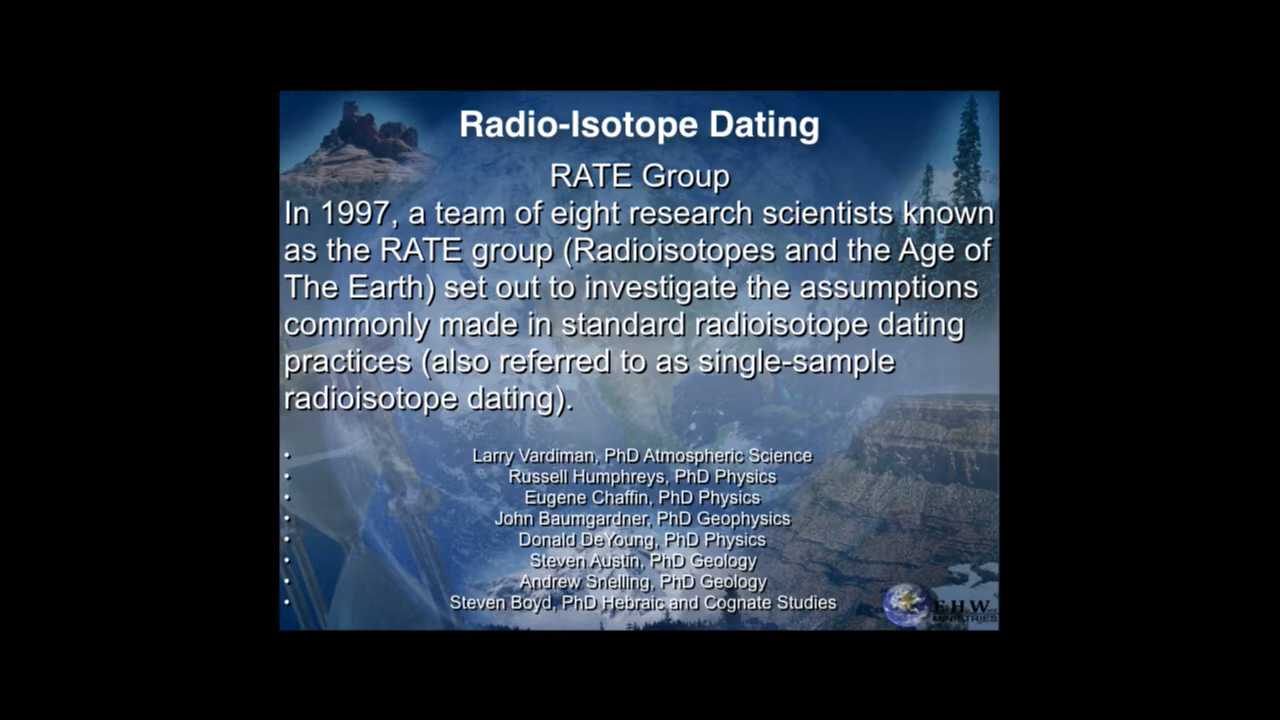 Radio-Isotope Dating
RATE Group
In 1997, a team of eight research scientists known
as the RATE group (Radioisotopes and the Age of
The Earth) set out to investigate the assumptions
commonly made in standard radioisotope dating
practices (also referred to as single-sample
radioisotope dating).
• Larry Vardiman, PhD Atmospheric Science
• Russell Humphreys, PhD Physics
• Eugene Chaffin, PhD Physics
• John Baumgardner, PhD Geophysics
• Donald DeYoung, PhD Physics
• Steven Austin, PhD Geology
• Andrew Snelling, PhD Geology
• Steven Boyd, PhD Hebraic and Cognate Studies
MINISTRIES